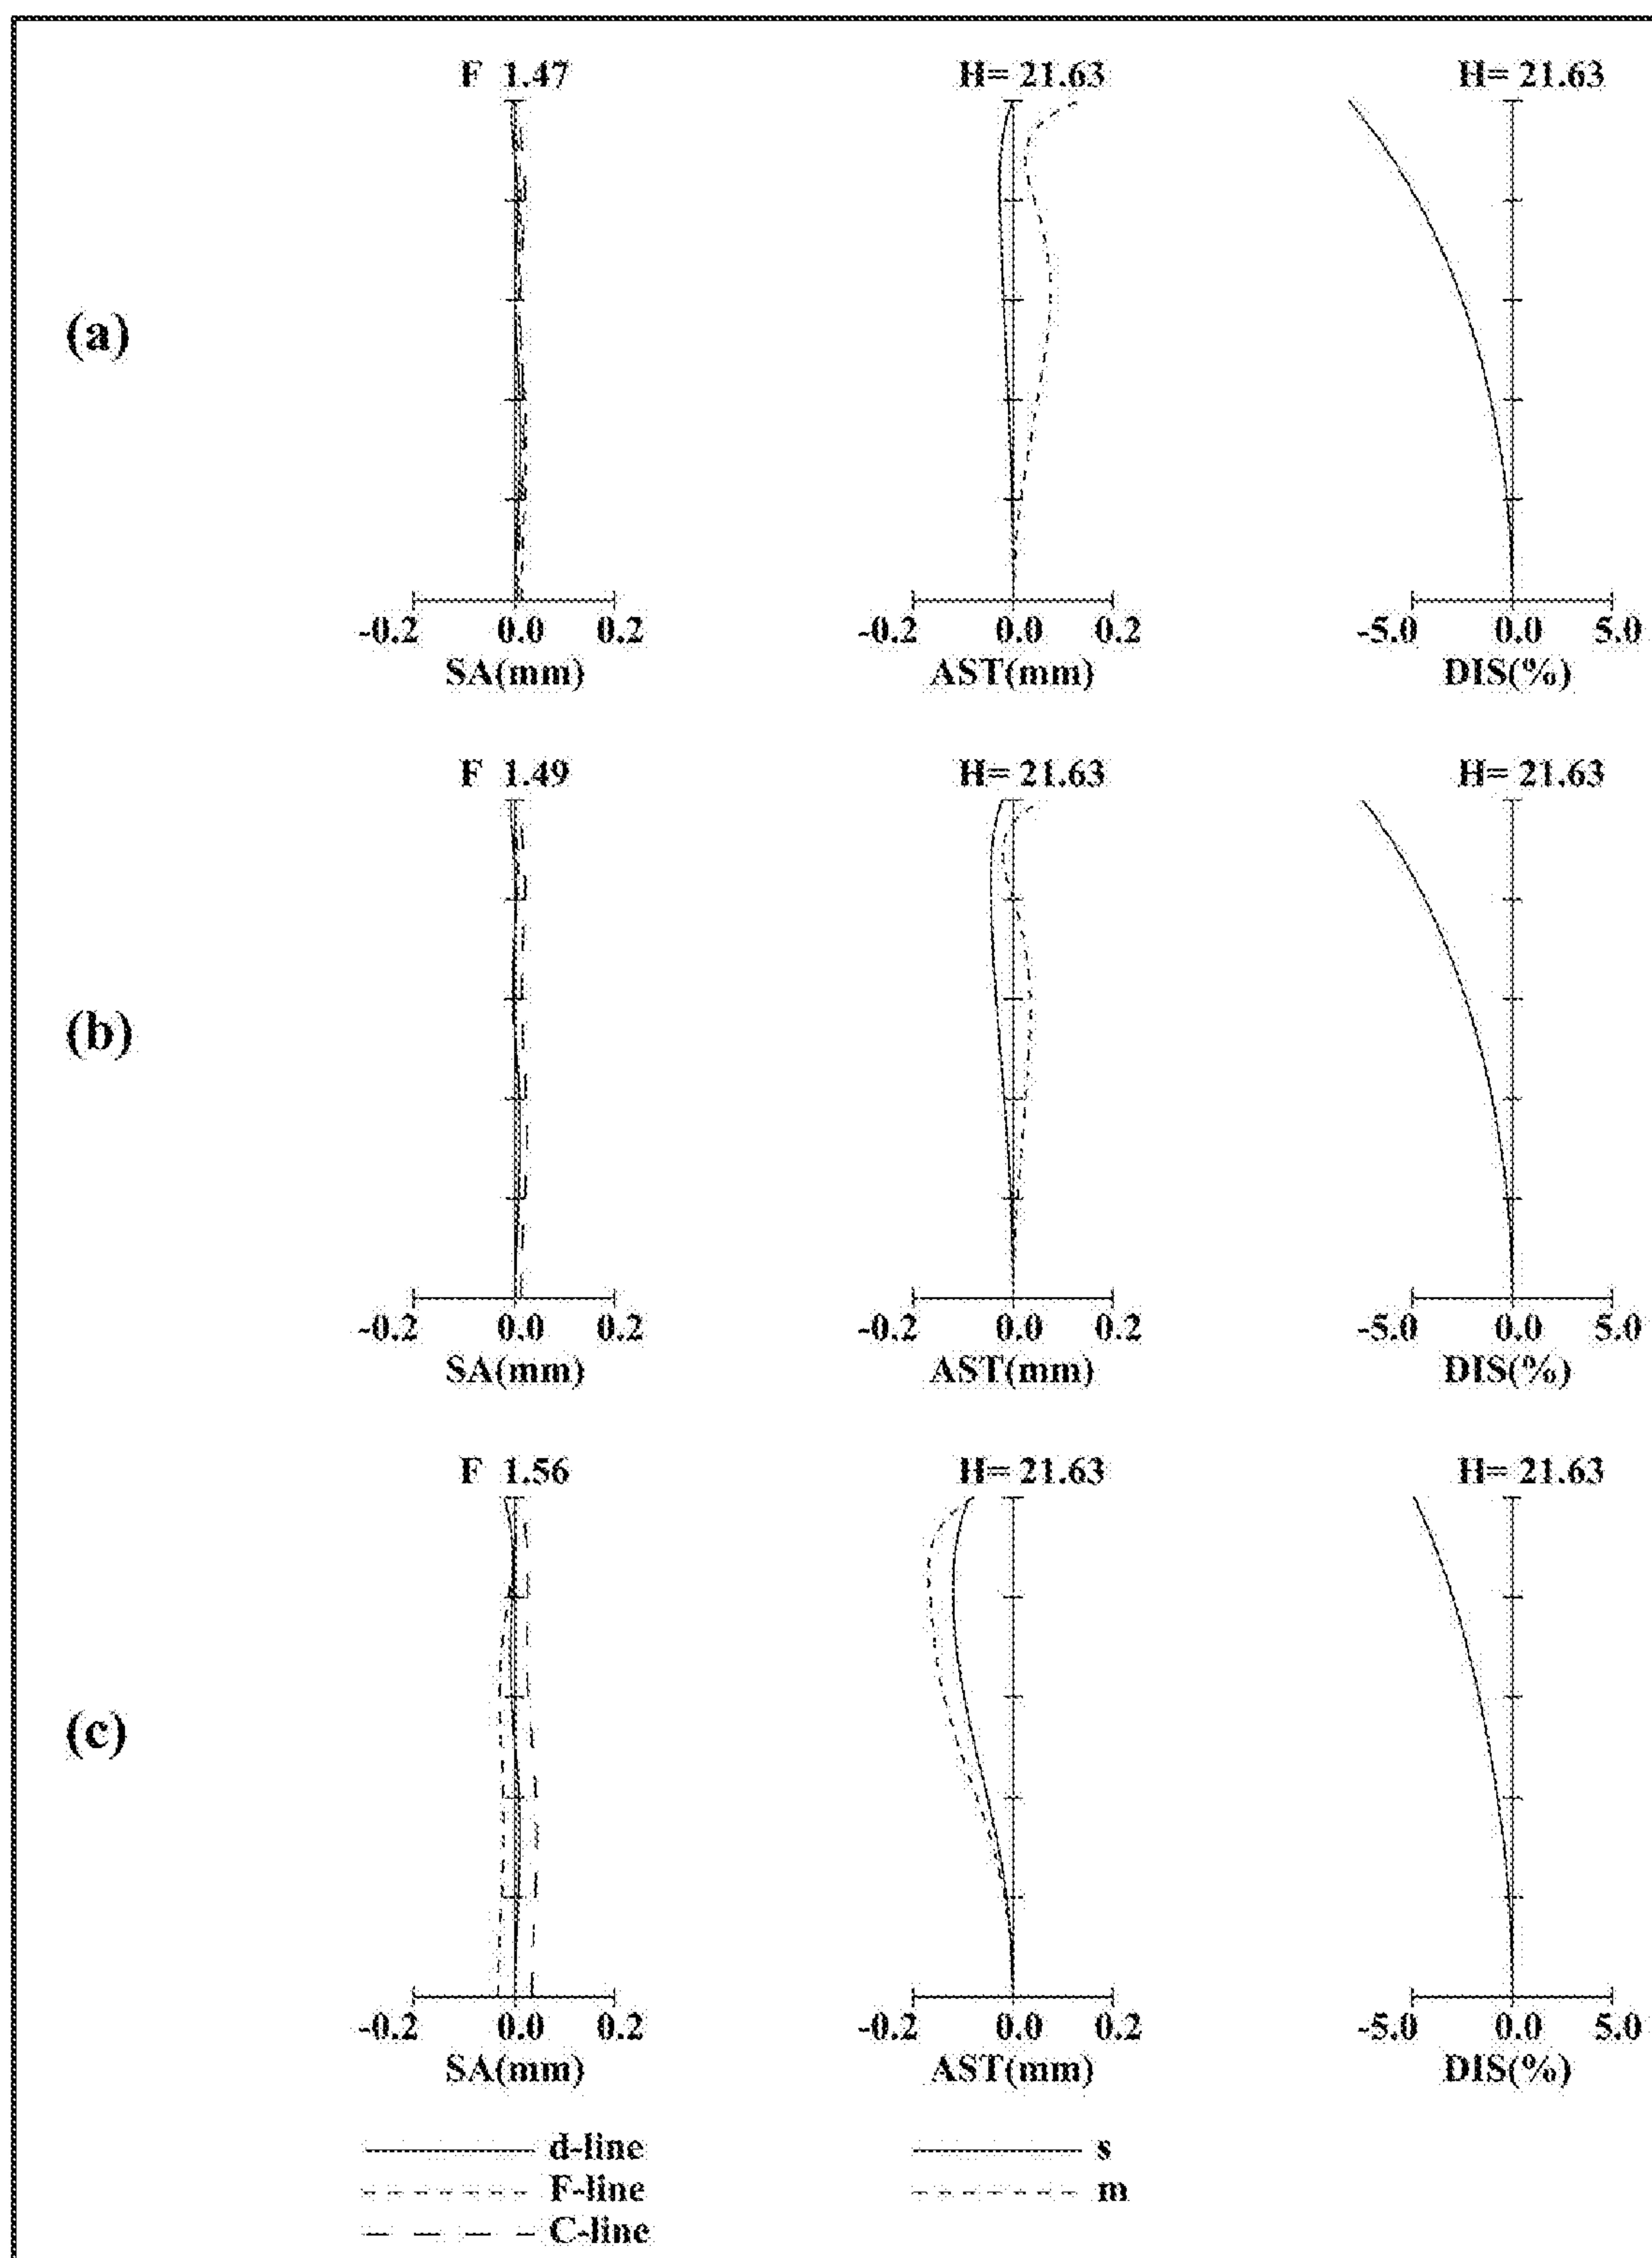 F 1.47 H= 21.63 H= 21.63
(a)
-0.2 0.0 0.2 -0.2 0.0 0.2 -5.0 0.0 5.0
SA(mm) AST(mm) DIS(%)
F 1.49 H= 21.63 H= 21.63
(b)
-0.2 0.0 0.2 -0.2 0.0 0.2 -5.0 0.0 5.0
SA(mm) AST(mm) DIS(%)
F 1.56 H= 21.63 H= 21.63
(c)
-0.2 0.0 0.2 -0.2 0.0 0.2 -5.0 0.0 5.0
SA(mm) AST(mm) DIS(%)
d-line s
F-line m
C-line